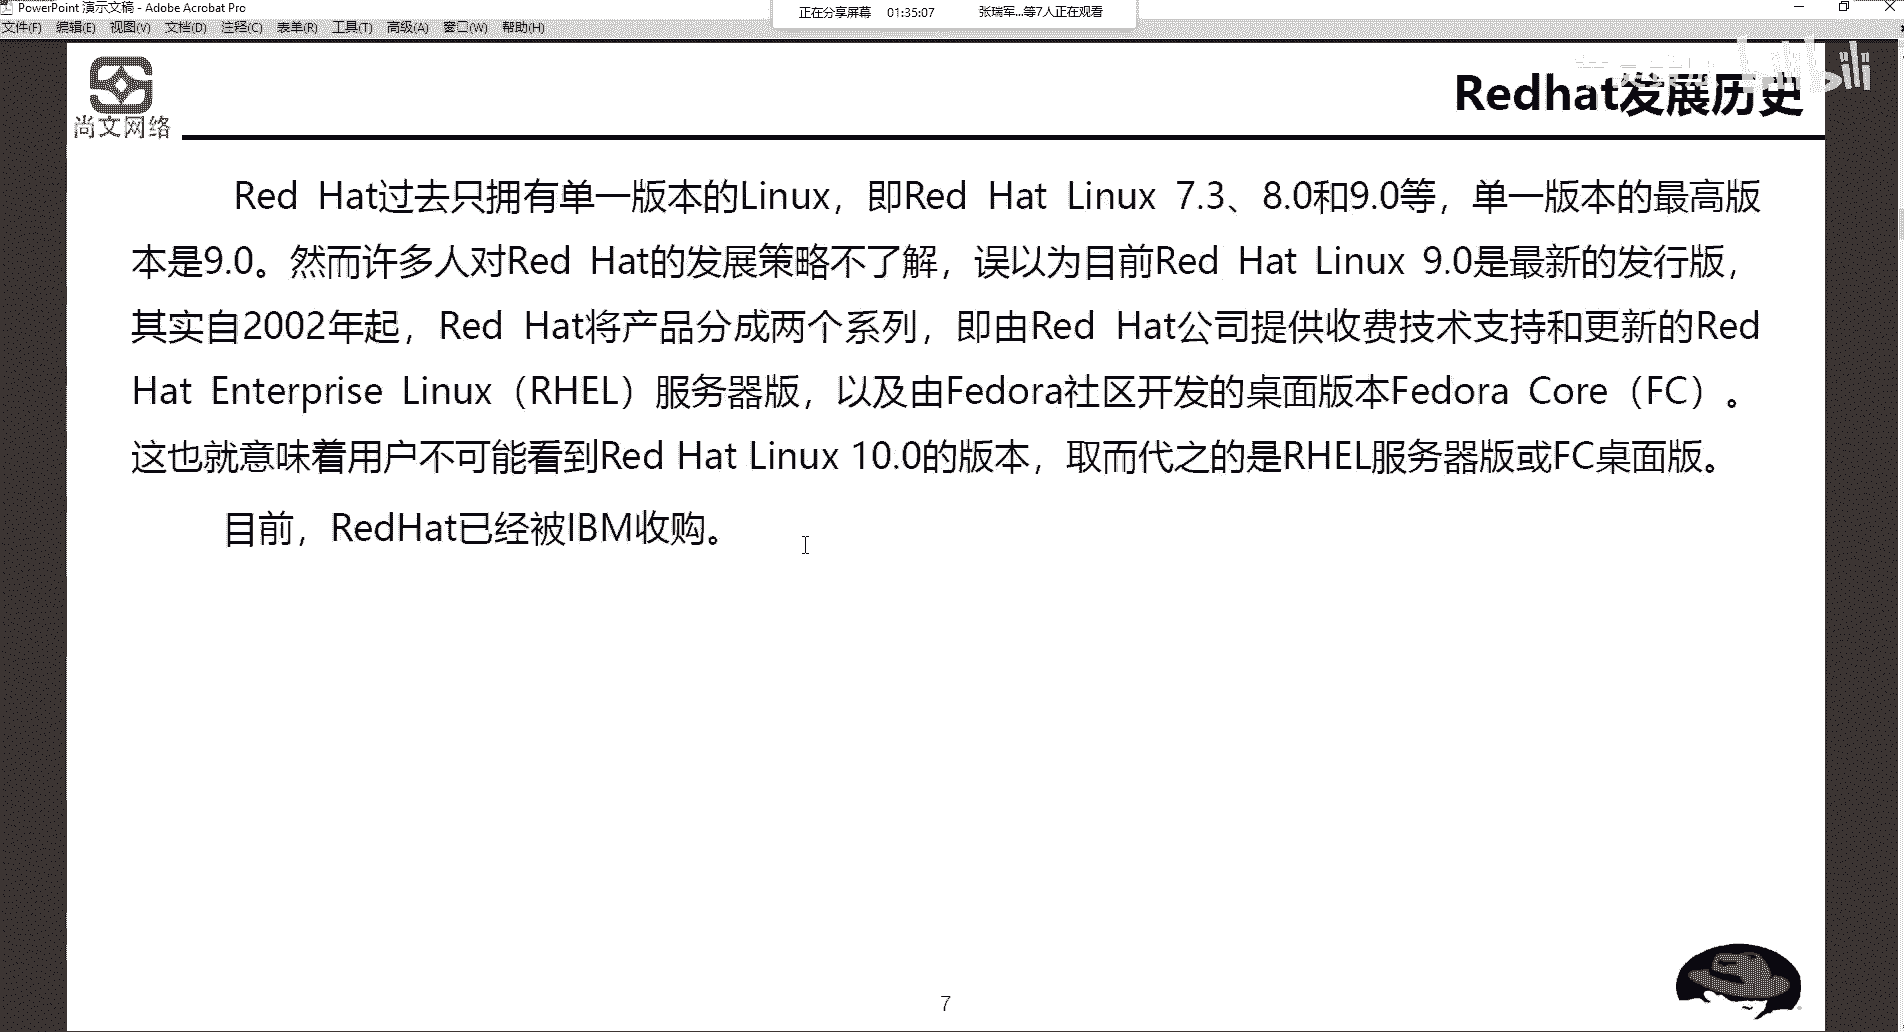 PowerPoint 演示文稿 - Adobe Acrobat Pro
正在分享屏幕 01:35:07 张瑞军...等7人正在观看
文件(F) 编辑(E) 视图(V) 文档(D) 注释(C) 表单(R) 工具(T) 高级(A) 窗口(W) 帮助(H)
bilibili
尚文网络
Redhat发展历史
Red Hat过去只拥有单一版本的Linux，即Red Hat Linux 7.3、8.0和9.0等，单一版本的最高版
本是9.0。然而许多人对Red Hat的发展策略不了解，误以为目前Red Hat Linux 9.0是最新的发行版，
其实自2002年起，Red Hat将产品分成两个系列，即由Red Hat公司提供收费技术支持和更新的Red
Hat Enterprise Linux（RHEL）服务器版，以及由Fedora社区开发的桌面版本Fedora Core（FC）。
这也就意味着用户不可能看到Red Hat Linux 10.0的版本，取而代之的是RHEL服务器版或FC桌面版。
目前，RedHat已经被IBM收购。
7